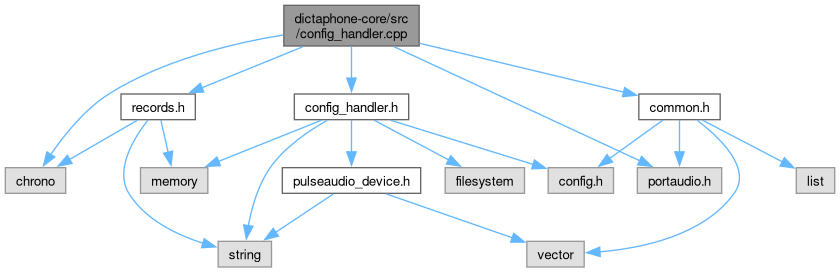 dictaphone-core/src
/config_handler.cpp
records.h
config_handler.h
common.h
chrono
memory
pulseaudio_device.h
filesystem
config.h
portaudio.h
list
string
vector